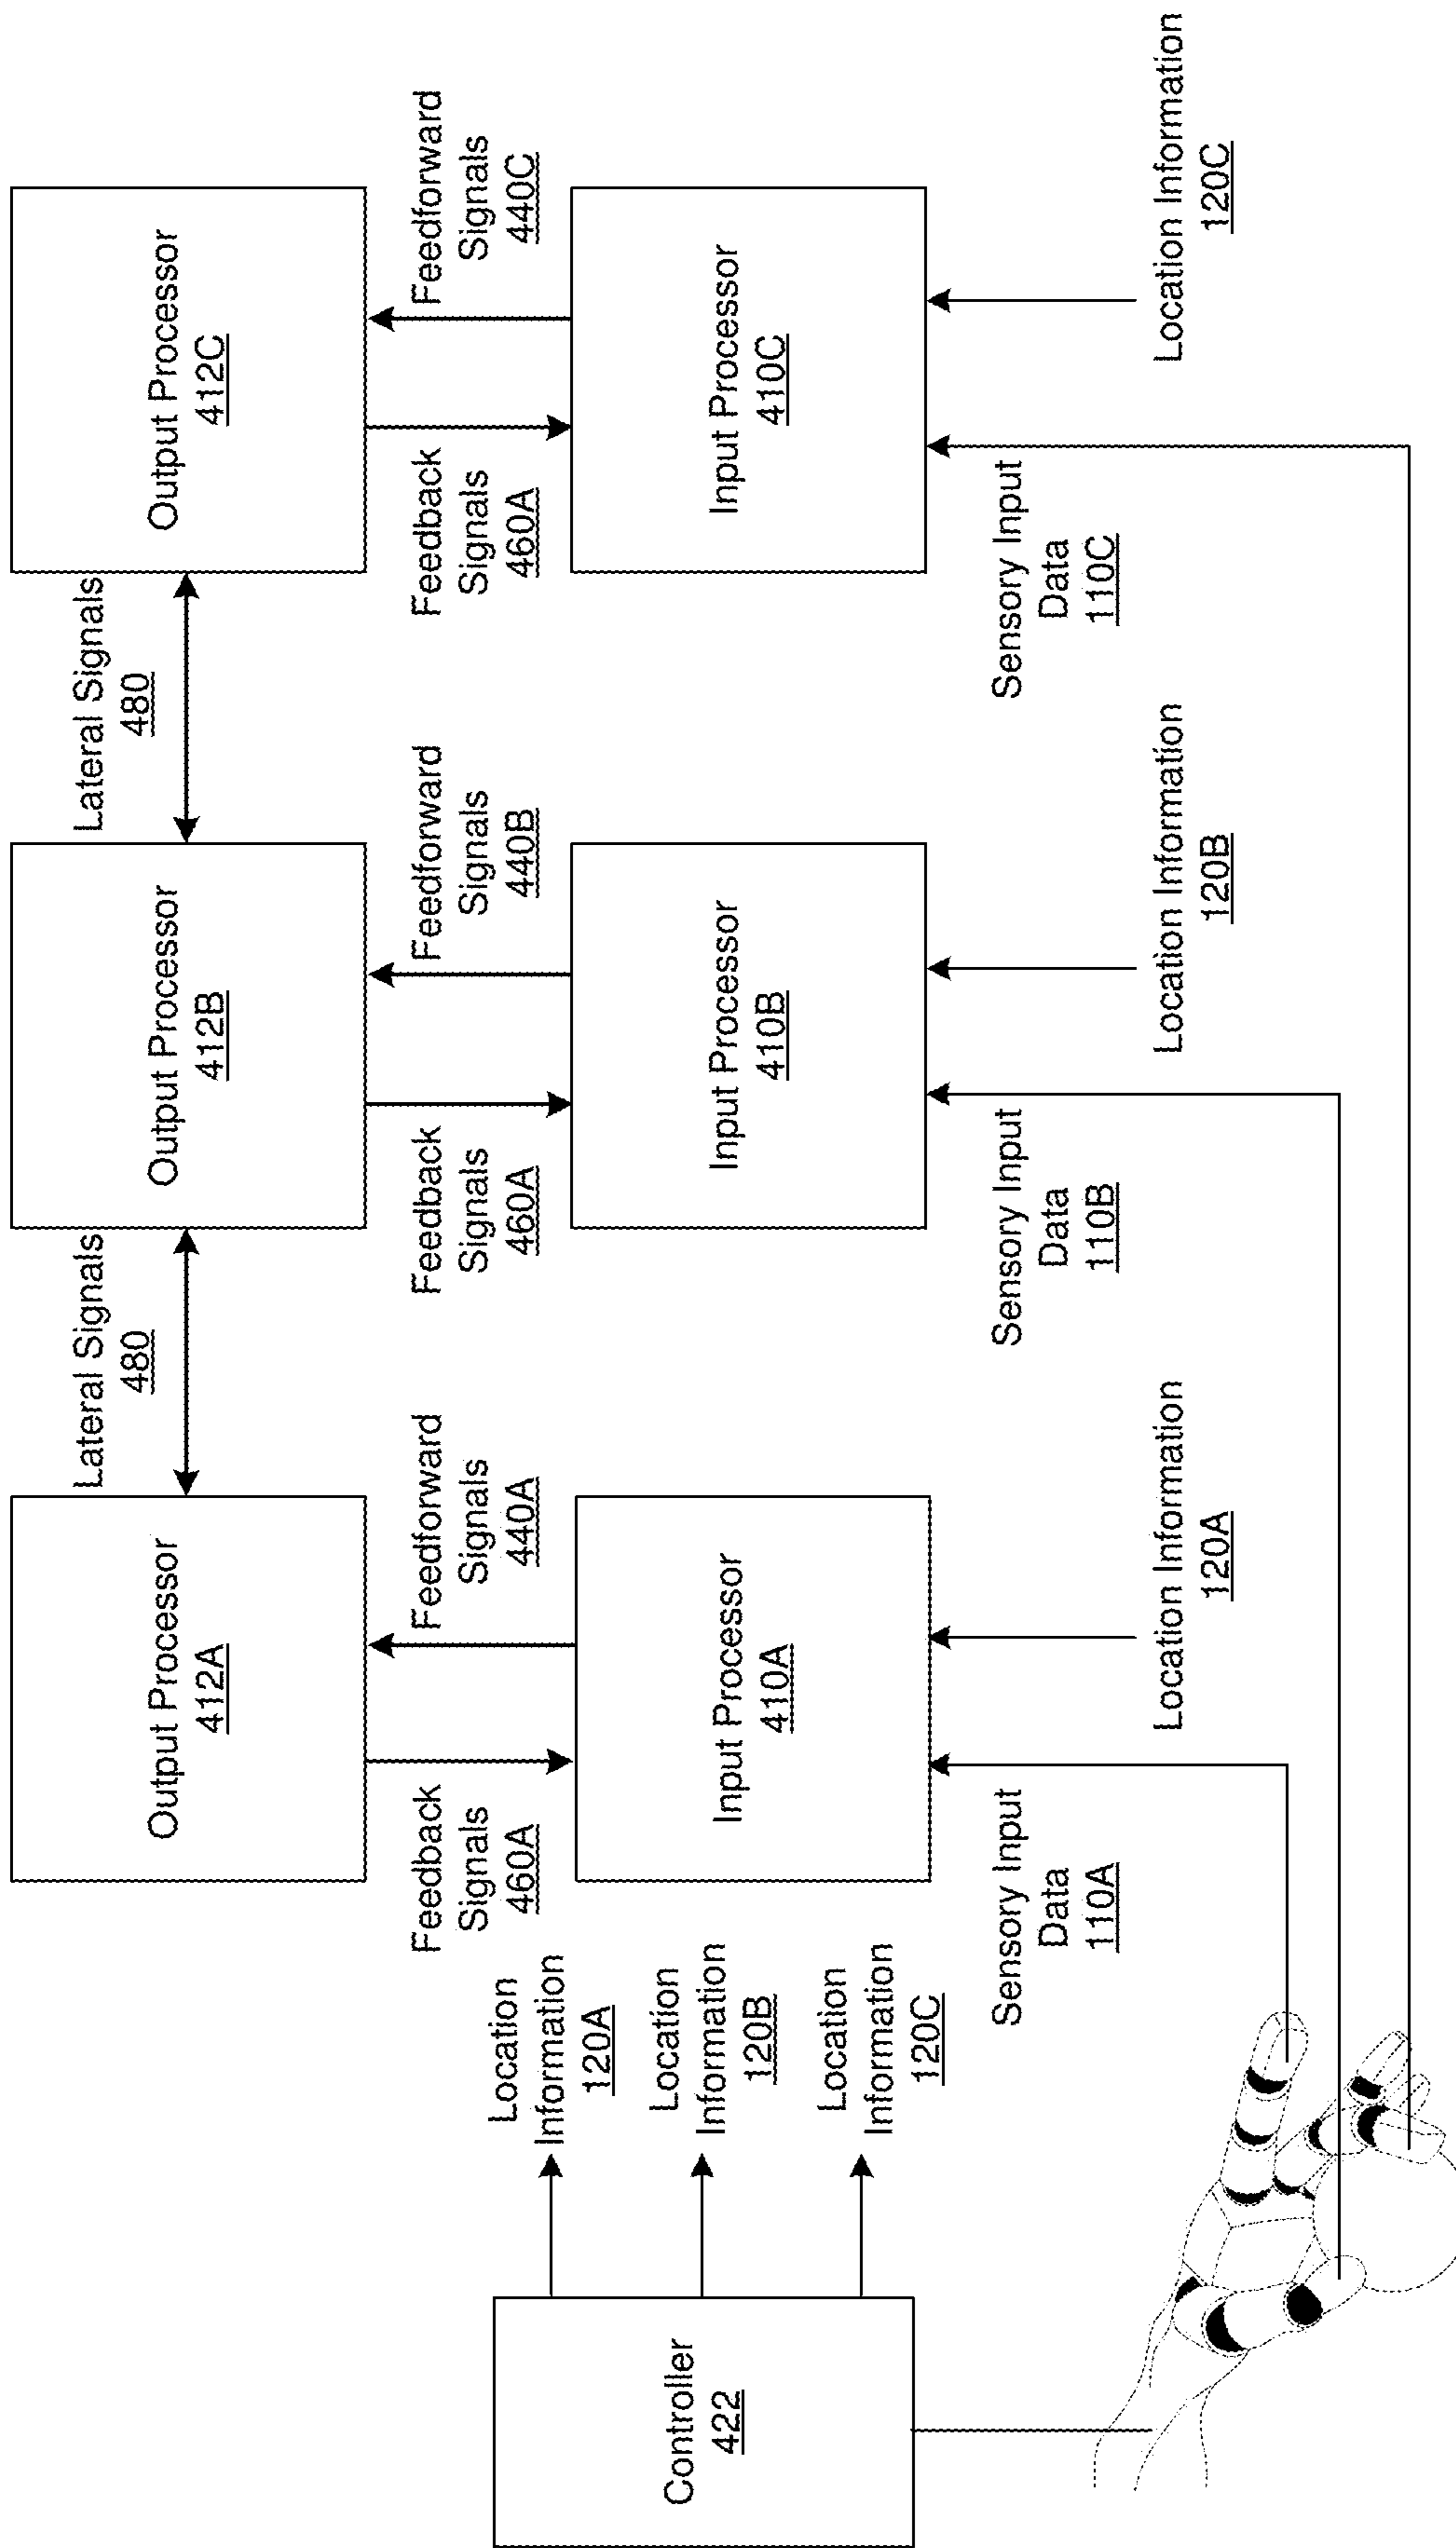 Lateral Signals
480
Lateral Signals
480
Output Processor
412A
Output Processor
412B
Output Processor
412C
Feedback
Signals
460A
Feedforward
Signals
440A
Feedback
Signals
460A
Feedforward
Signals
440B
Feedback
Signals
460A
Feedforward
Signals
440C
Controller
422
Location
Information
120A
Location
Information
120B
Location
Information
120C
Input Processor
410A
Input Processor
410B
Input Processor
410C
Sensory Input
Data
110A
Location Information
120A
Sensory Input
Data
110B
Location Information
120B
Sensory Input
Data
110C
Location Information
120C